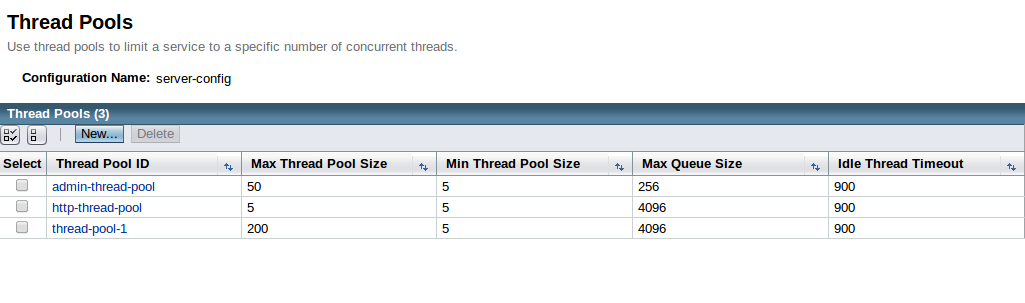 Thread Pools
Use thread pools to limit a service to a specific number of concurrent threads.
Configuration Name: server-config
Thread Pools (3)
New... Delete
Select Thread Pool ID Max Thread Pool Size Min Thread Pool Size Max Queue Size Idle Thread Timeout
admin-thread-pool 50 5 256 900
http-thread-pool 5 5 4096 900
thread-pool-1 200 5 4096 900